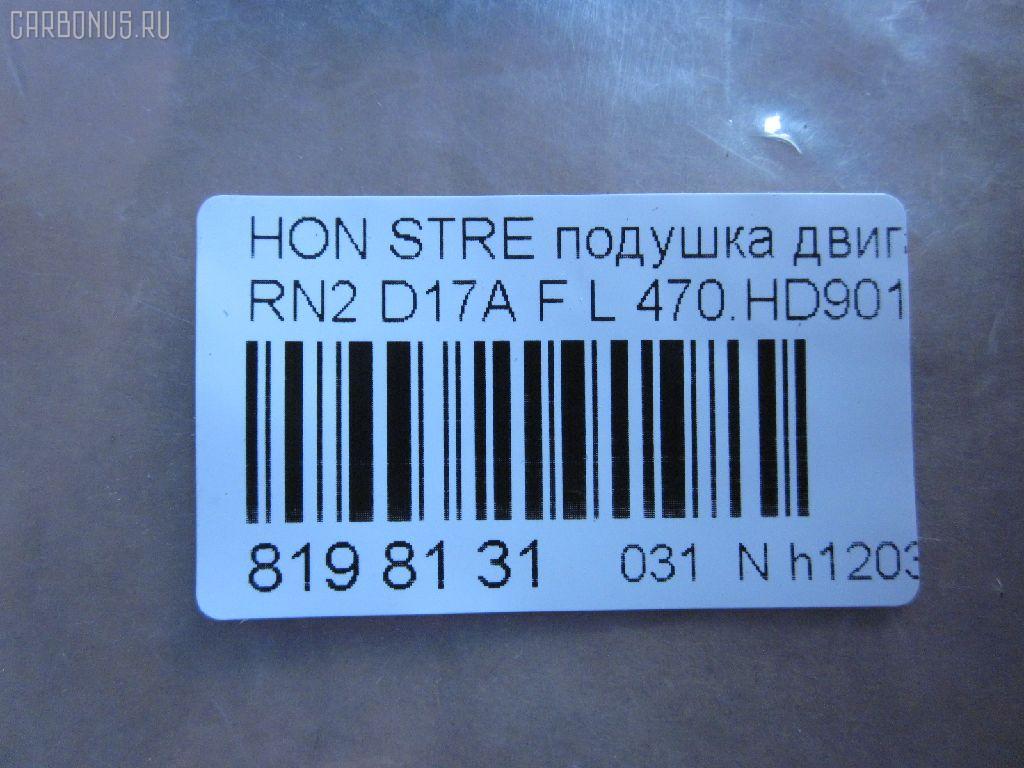 CARBONUS.RU
HON STRE подушка двиг
RN2 D17A F L 470.HD901
819 81 31 031 N h1203